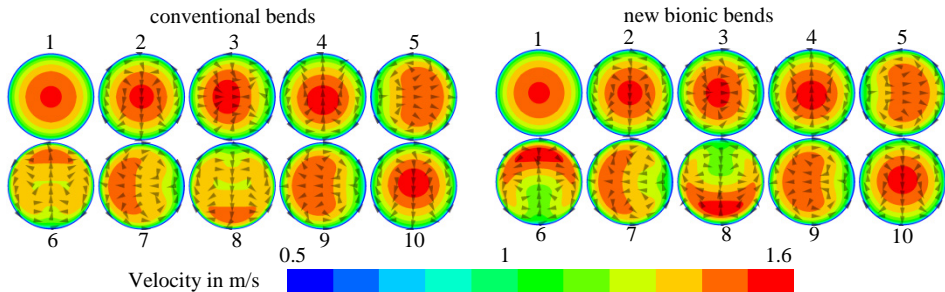 conventional bends
new bionic bends
1 2 3 4 5
1 2 3 4 5
6 7 8 9 10
6 7 8 9 10
0.5 1 1.6
Velocity in m/s